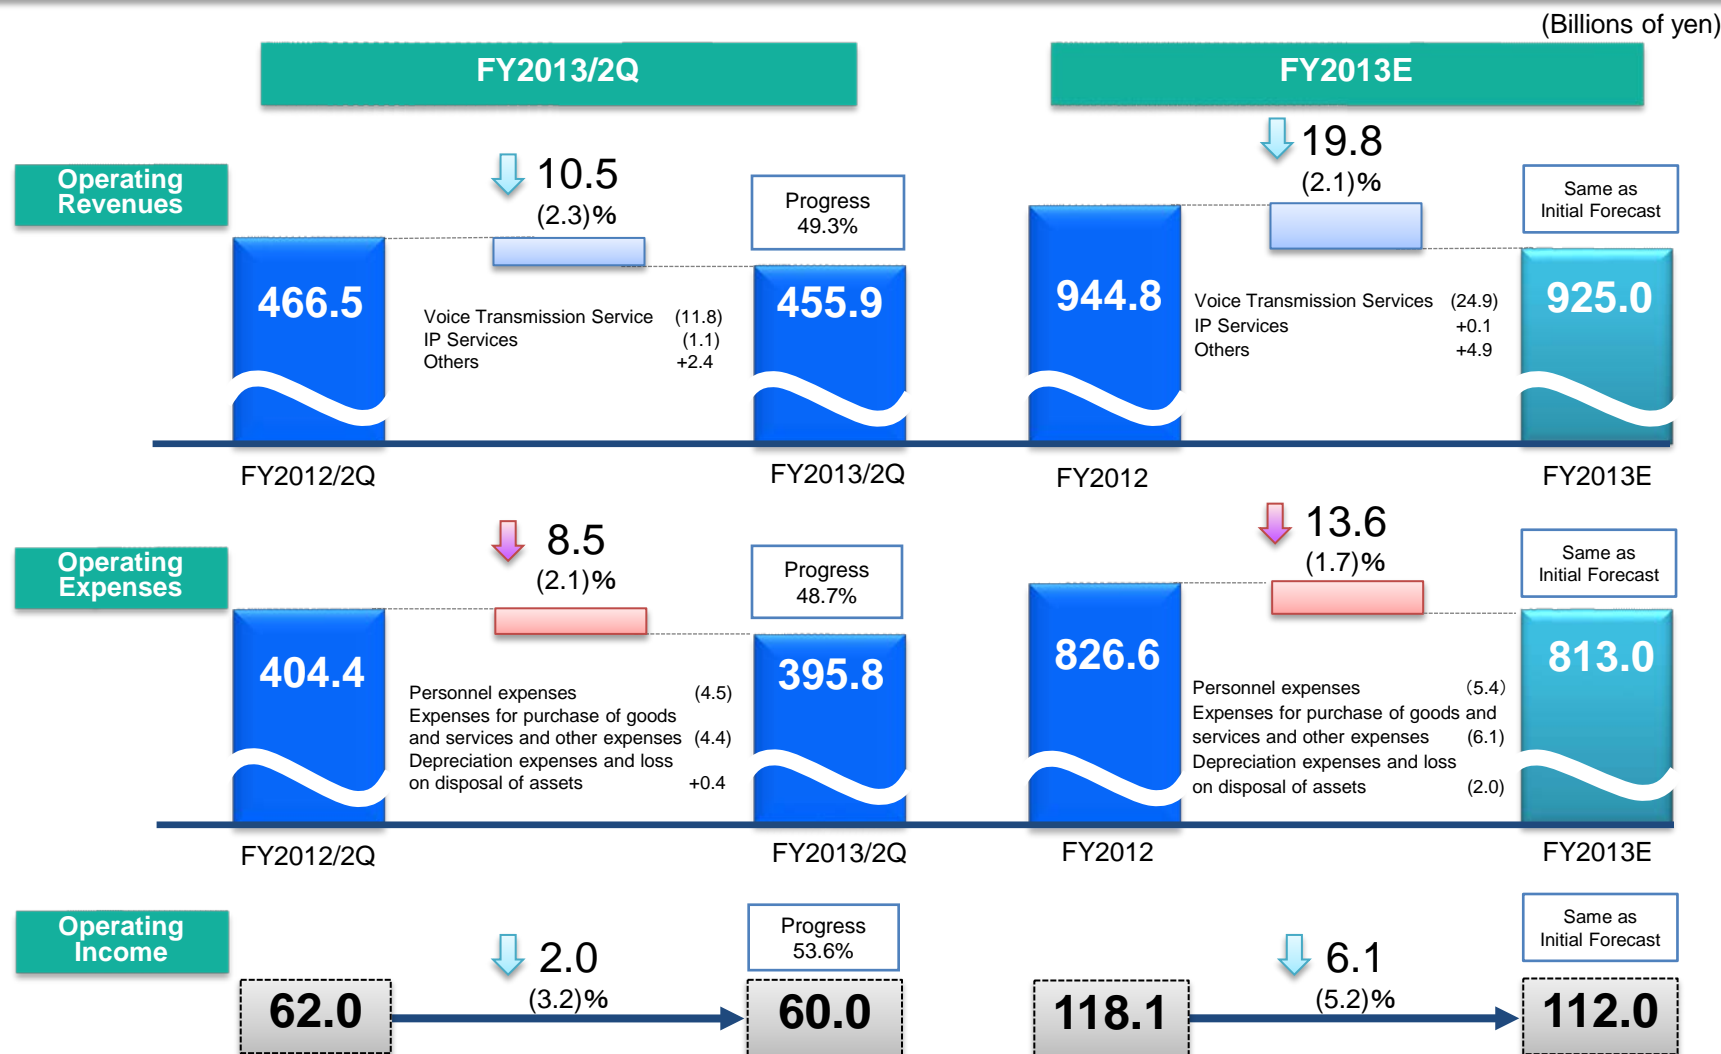 (Billions of yen)
FY2013/2Q
FY2013E
Operating
Revenues
10.5
(2.3)%
Progress
49.3%
466.5
455.9
Voice Transmission Service (11.8)
IP Services (1.1)
Others +2.4
FY2012/2Q
FY2013/2Q
19.8
(2.1)%
Same as
Initial Forecast
944.8
925.0
Voice Transmission Services (24.9)
IP Services +0.1
Others +4.9
FY2012
FY2013E
Operating
Expenses
8.5
(2.1)%
Progress
48.7%
404.4
395.8
Personnel expenses (4.5)
Expenses for purchase of goods
and services and other expenses (4.4)
Depreciation expenses and loss
on disposal of assets +0.4
FY2012/2Q
FY2013/2Q
13.6
(1.7)%
Same as
Initial Forecast
826.6
813.0
Personnel expenses (5.4)
Expenses for purchase of goods and
services and other expenses (6.1)
Depreciation expenses and loss
on disposal of assets (2.0)
FY2012
FY2013E
Operating
Income
2.0
(3.2)%
Progress
53.6%
62.0
60.0
6.1
(5.2)%
Same as
Initial Forecast
118.1
112.0